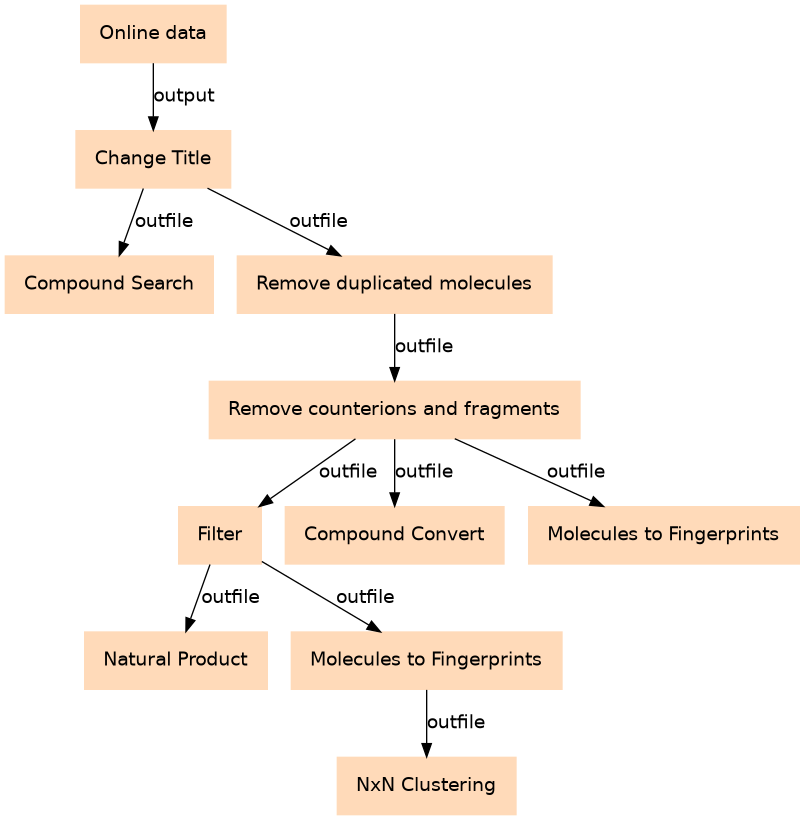 Online data
output
Change Title
outfile
outfile
Compound Search
Remove duplicated molecules
outfile
Remove counterions and fragments
outfile
outfile
outfile
Filter
Compound Convert
Molecules to Fingerprints
outfile
outfile
Natural Product
Molecules to Fingerprints
outfile
NxN Clustering